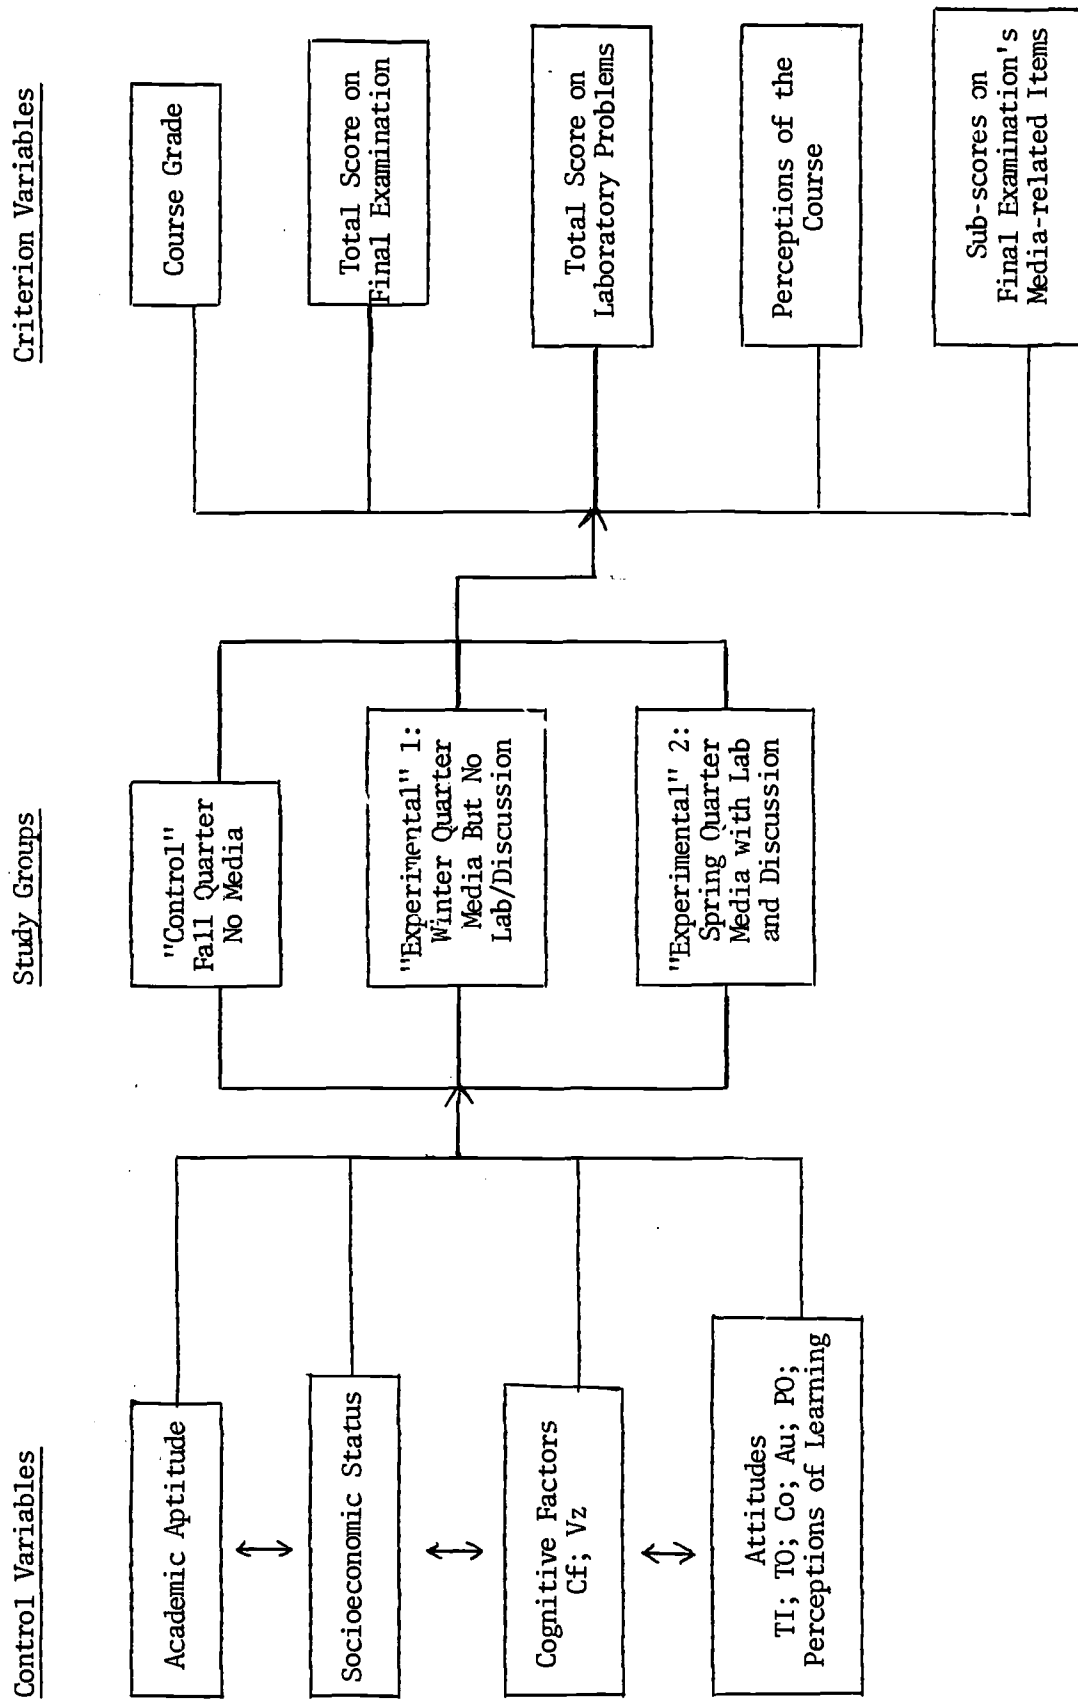 Control Variables
Academic Aptitude
Socioeconomic Status
Cognitive Factors
Cf; Vz
Attitudes
TI; TO; Co; Au; PO;
Perceptions of Learning
Study Groups
"Control"
Fall Quarter
No Media
"Experimental" 1:
Winter Quarter
Media But No
Lab/Discussion
"Experimental" 2:
Spring Quarter
Media with Lab
and Discussion
Criterion Variables
Course Grade
Total Score on
Final Examination
Total Score on
Laboratory Problems
Perceptions of the
Course
Sub-scores on
Final Examination's
Media-related Items